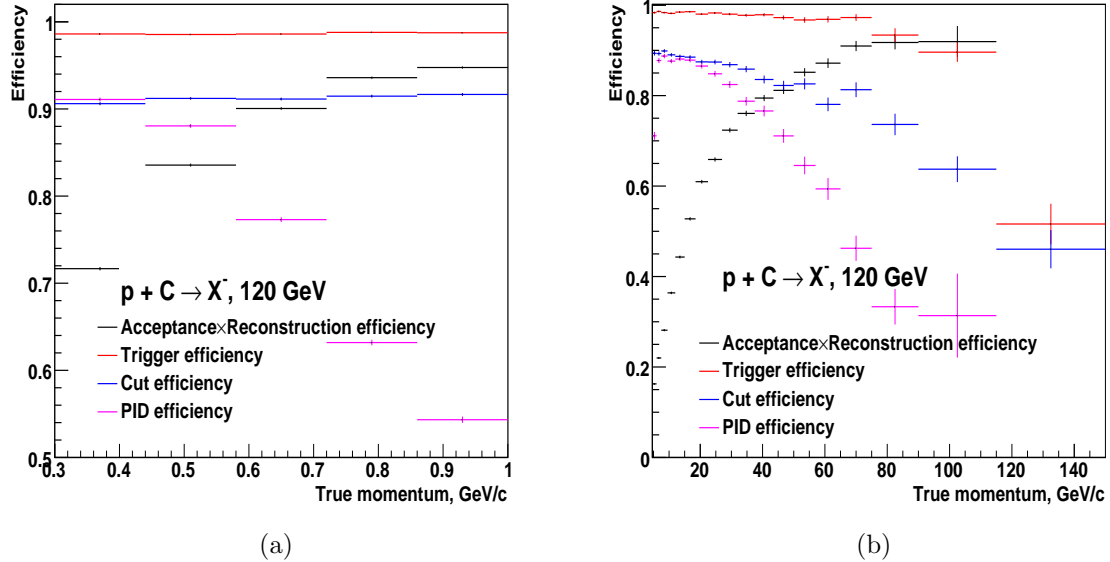 Efficiency
1
0.9
0.8
0.7
0.6
0.5
p + C → X⁻, 120 GeV
Acceptance×Reconstruction efficiency
Trigger efficiency
Cut efficiency
PID efficiency
0.3 0.4 0.5 0.6 0.7 0.8 0.9 1
True momentum, GeV/c
(a)
Efficiency
1
0.8
0.6
0.4
0.2
0
p + C → X⁻, 120 GeV
Acceptance×Reconstruction efficiency
Trigger efficiency
Cut efficiency
PID efficiency
20 40 60 80 100 120 140
True momentum, GeV/c
(b)